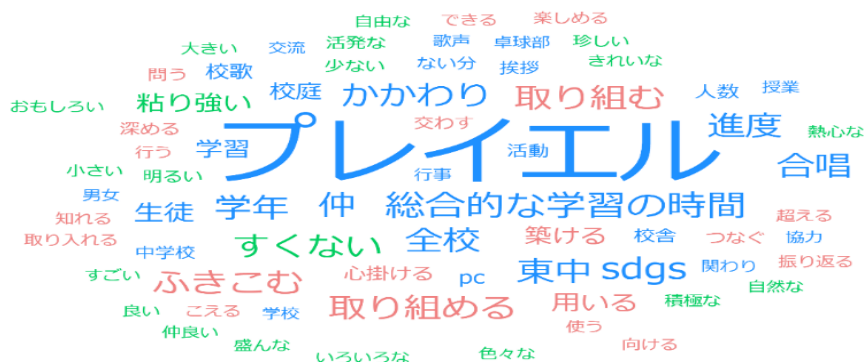 自由な できる 楽しめる
大きい 交流 活発な 歌声 卓球部 珍しい
問う 校歌 少ない ない分 挨拶 きれいな
おもしろい 粘り強い 校庭 かかわり 取り組む 人数 授業
深める 交わす 進度 熱心な
行う 学習 プレイエル 活動 合唱
小さい 明るい 行事
男女 生徒 学年 仲 総合的な学習の時間 超える
知れる
取り入れる 中学校 すくない 全校 築ける 校舎 つなぐ 協力
すごい ふきこむ 心掛ける pc 東中 sdgs 関わり 振り返る
良い こえる 学校 取り組める 用いる 積極な 自然な
仲良い 使う
盛んな いろいろな 色々な 向ける